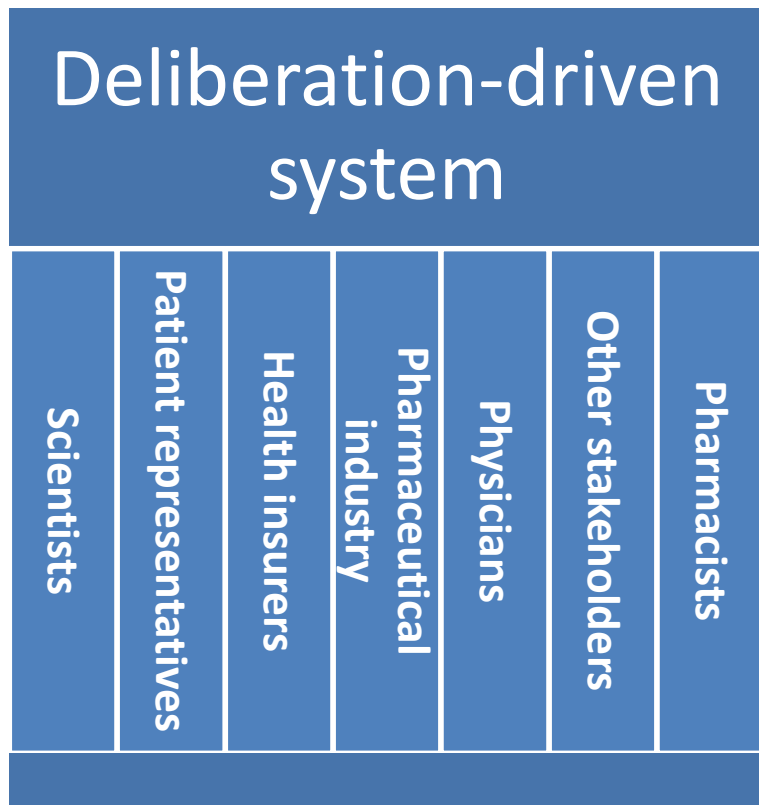 Deliberation-driven
system
Scientists
Patient representatives
Health insurers
Pharmaceutical
industry
Physicians
Other stakeholders
Pharmacists